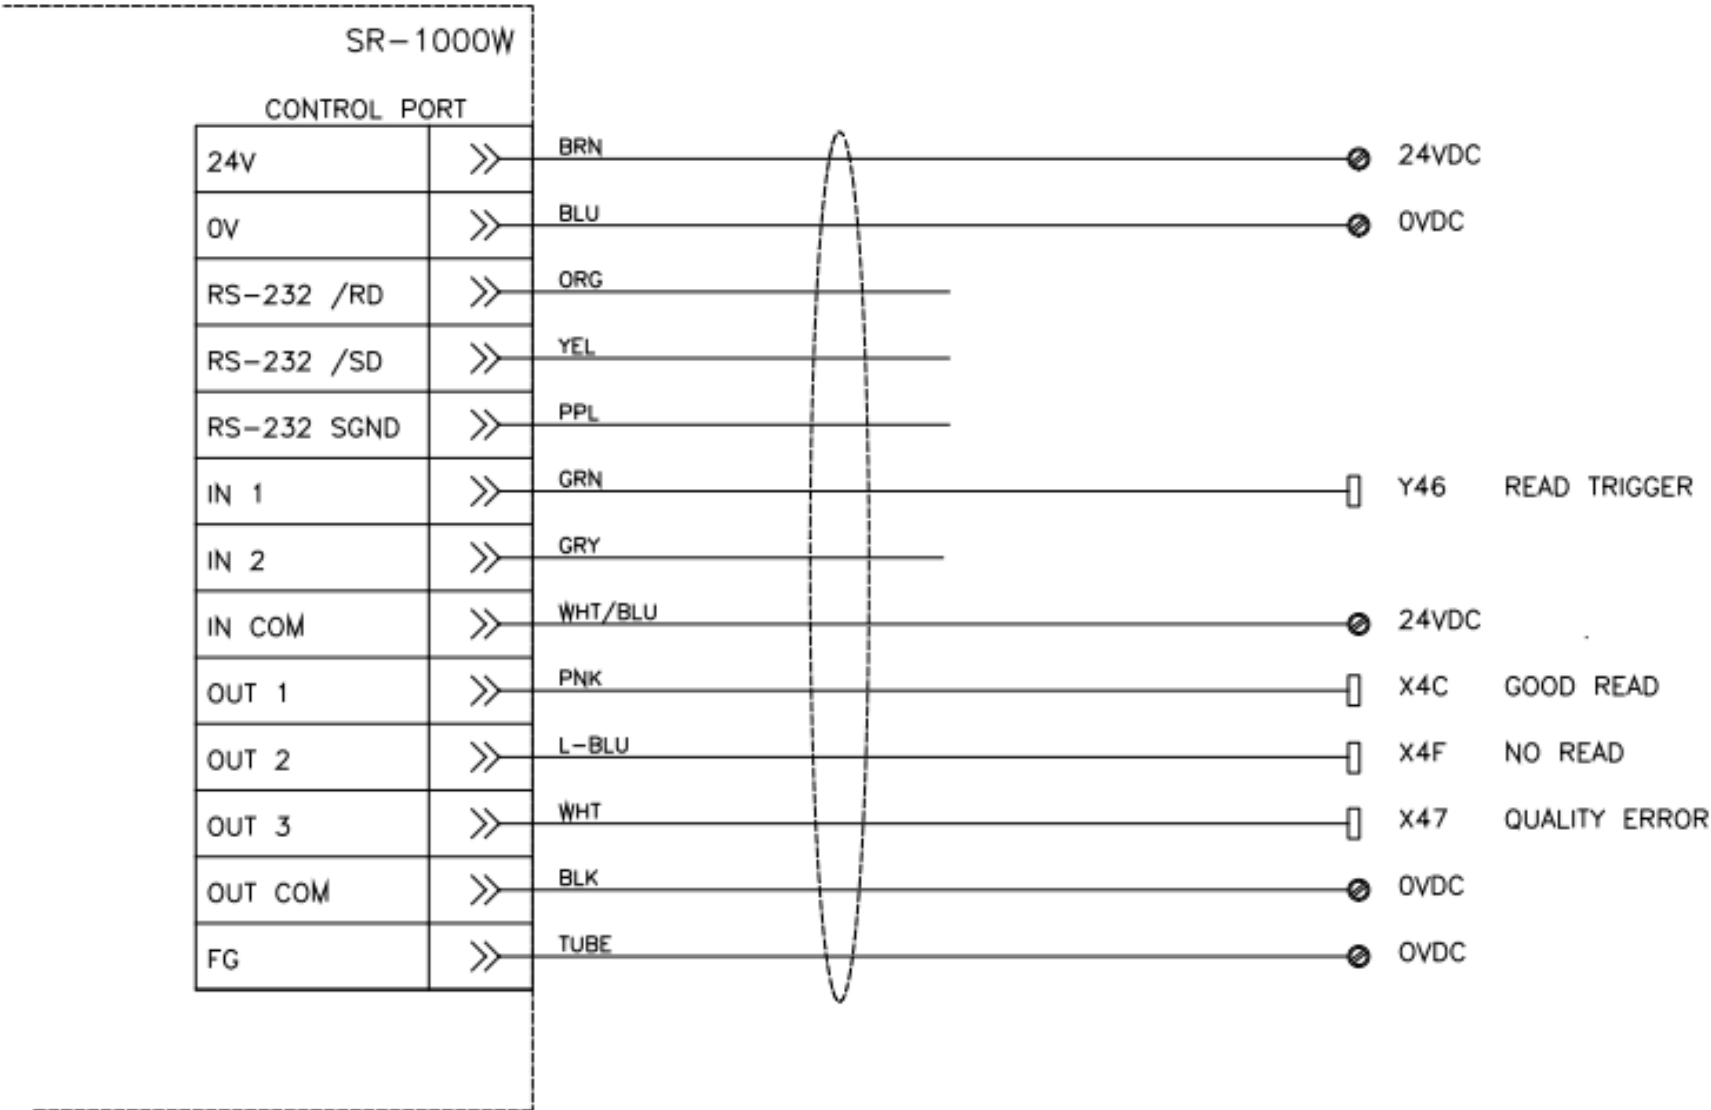 SR-1000W
CONTROL PORT
24V BRN 24VDC
0V BLU 0VDC
RS-232 /RD ORG
RS-232 /SD YEL
RS-232 SGND PPL
IN 1 GRN Y46 READ TRIGGER
IN 2 GRY
IN COM WHT/BLU 24VDC
OUT 1 PNK X4C GOOD READ
OUT 2 L-BLU X4F NO READ
OUT 3 WHT X47 QUALITY ERROR
OUT COM BLK 0VDC
FG TUBE 0VDC